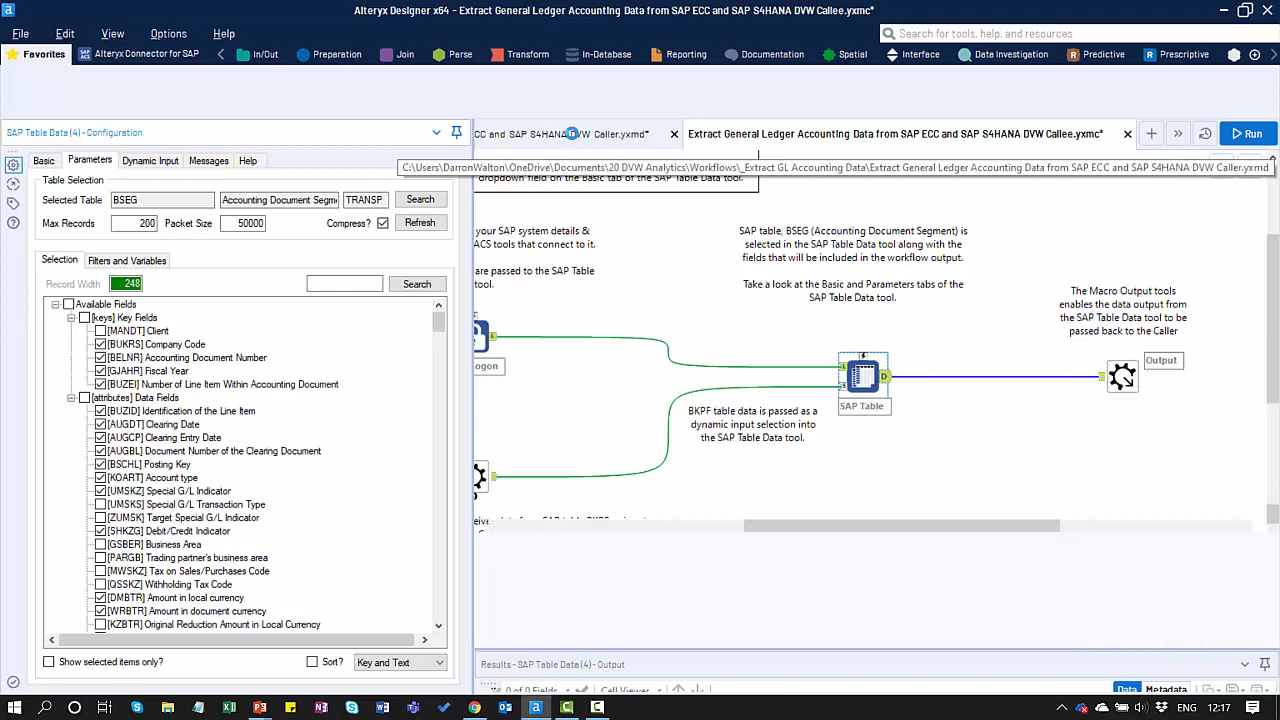 Alteryx Designer x64 - Extract General Ledger Accounting Data from SAP ECC and SAP S4HANA DVW Callee.yxmc*
File Edit View Options Help
Search for tools, help, and resources
Favorites Alteryx Connector for SAP In/Out Preparation Join Parse Transform In-Database Reporting Documentation Spatial Interface Data Investigation Predictive Prescriptive
SAP Table Data (4) - Configuration
CC and SAP S4HANA DVW Caller.yxmd*
Extract General Ledger Accounting Data from SAP ECC and SAP S4HANA DVW Callee.yxmc*
Run
Basic Parameters Dynamic Input Messages Help
C:\Users\DarronWalton\OneDrive\Documents\20 DVW Analytics\Workflows\_Extract GL Accounting Data\Extract General Ledger Accounting Data from SAP ECC and SAP S4HANA DVW Caller.yxmd
dropdown field on the Basic tab of the SAP Table Data tool.
Table Selection
Selected Table BSEG Accounting Document Segm TRANSP Search
Max Records 200 Packet Size 50000 Compress? Refresh
Selection Filters and Variables
Record Width 248 Search
Available Fields
[keys] Key Fields
[MANDT] Client
[BUKRS] Company Code
[BELNR] Accounting Document Number
[GJAHR] Fiscal Year
[BUZEI] Number of Line Item Within Accounting Document
[attributes] Data Fields
[BUZID] Identification of the Line Item
[AUGDT] Clearing Date
[AUGCP] Clearing Entry Date
[AUGBL] Document Number of the Clearing Document
[BSCHL] Posting Key
[KOART] Account type
[UMSKZ] Special G/L Indicator
[UMSKS] Special G/L Transaction Type
[ZUMSK] Target Special G/L Indicator
[SHKZG] Debit/Credit Indicator
[GSBER] Business Area
[PARGB] Trading partner's business area
[MWSKZ] Tax on Sales/Purchases Code
[QSSKZ] Withholding Tax Code
[DMBTR] Amount in local currency
[WRBTR] Amount in document currency
[KZBTR] Original Reduction Amount in Local Currency
Show selected items only? Sort? Key and Text
your SAP system details &
ACS tools that connect to it.
are passed to the SAP Table
tool.
SAP table, BSEG (Accounting Document Segment) is
selected in the SAP Table Data tool along with the
fields that will be included in the workflow output.
Take a look at the Basic and Parameters tabs of the
SAP Table Data tool.
The Macro Output tools
enables the data output from
the SAP Table Data tool to be
passed back to the Caller
L
ogon
L
S
D
SAP Table
Output
BKPF table data is passed as a
dynamic input selection into
the SAP Table Data tool.
Results - SAP Table Data (4) - Output
0 of 0 Fields Cell Viewer Data Metadata
ENG 12:17